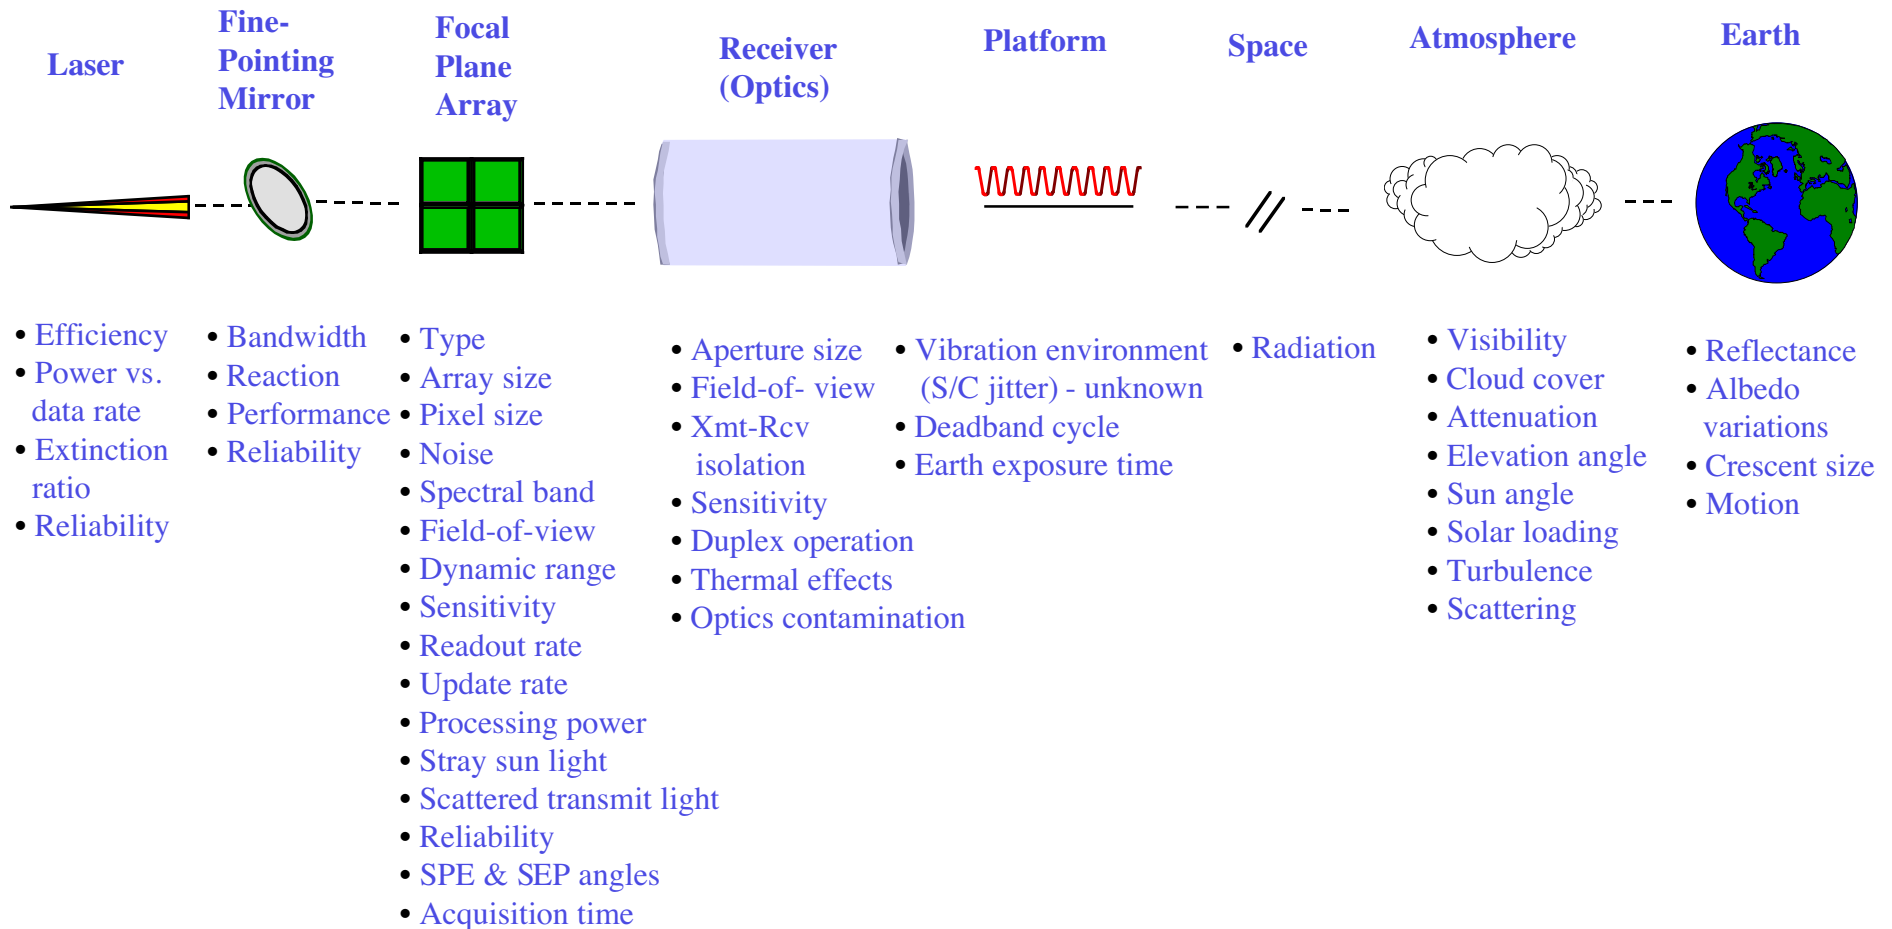 Laser
Fine-
Pointing
Mirror
Focal
Plane
Array
Receiver
(Optics)
Platform
Space
Atmosphere
Earth
• Efficiency
• Power vs.
data rate
• Extinction
ratio
• Reliability
• Bandwidth
• Reaction
• Performance
• Reliability
• Type
• Array size
• Pixel size
• Noise
• Spectral band
• Field-of-view
• Dynamic range
• Sensitivity
• Readout rate
• Update rate
• Processing power
• Stray sun light
• Scattered transmit light
• Reliability
• SPE & SEP angles
• Acquisition time
• Aperture size
• Field-of- view
• Xmt-Rcv
isolation
• Sensitivity
• Duplex operation
• Thermal effects
• Optics contamination
• Vibration environment
(S/C jitter) - unknown
• Deadband cycle
• Earth exposure time
• Radiation
• Visibility
• Cloud cover
• Attenuation
• Elevation angle
• Sun angle
• Solar loading
• Turbulence
• Scattering
• Reflectance
• Albedo
variations
• Crescent size
• Motion